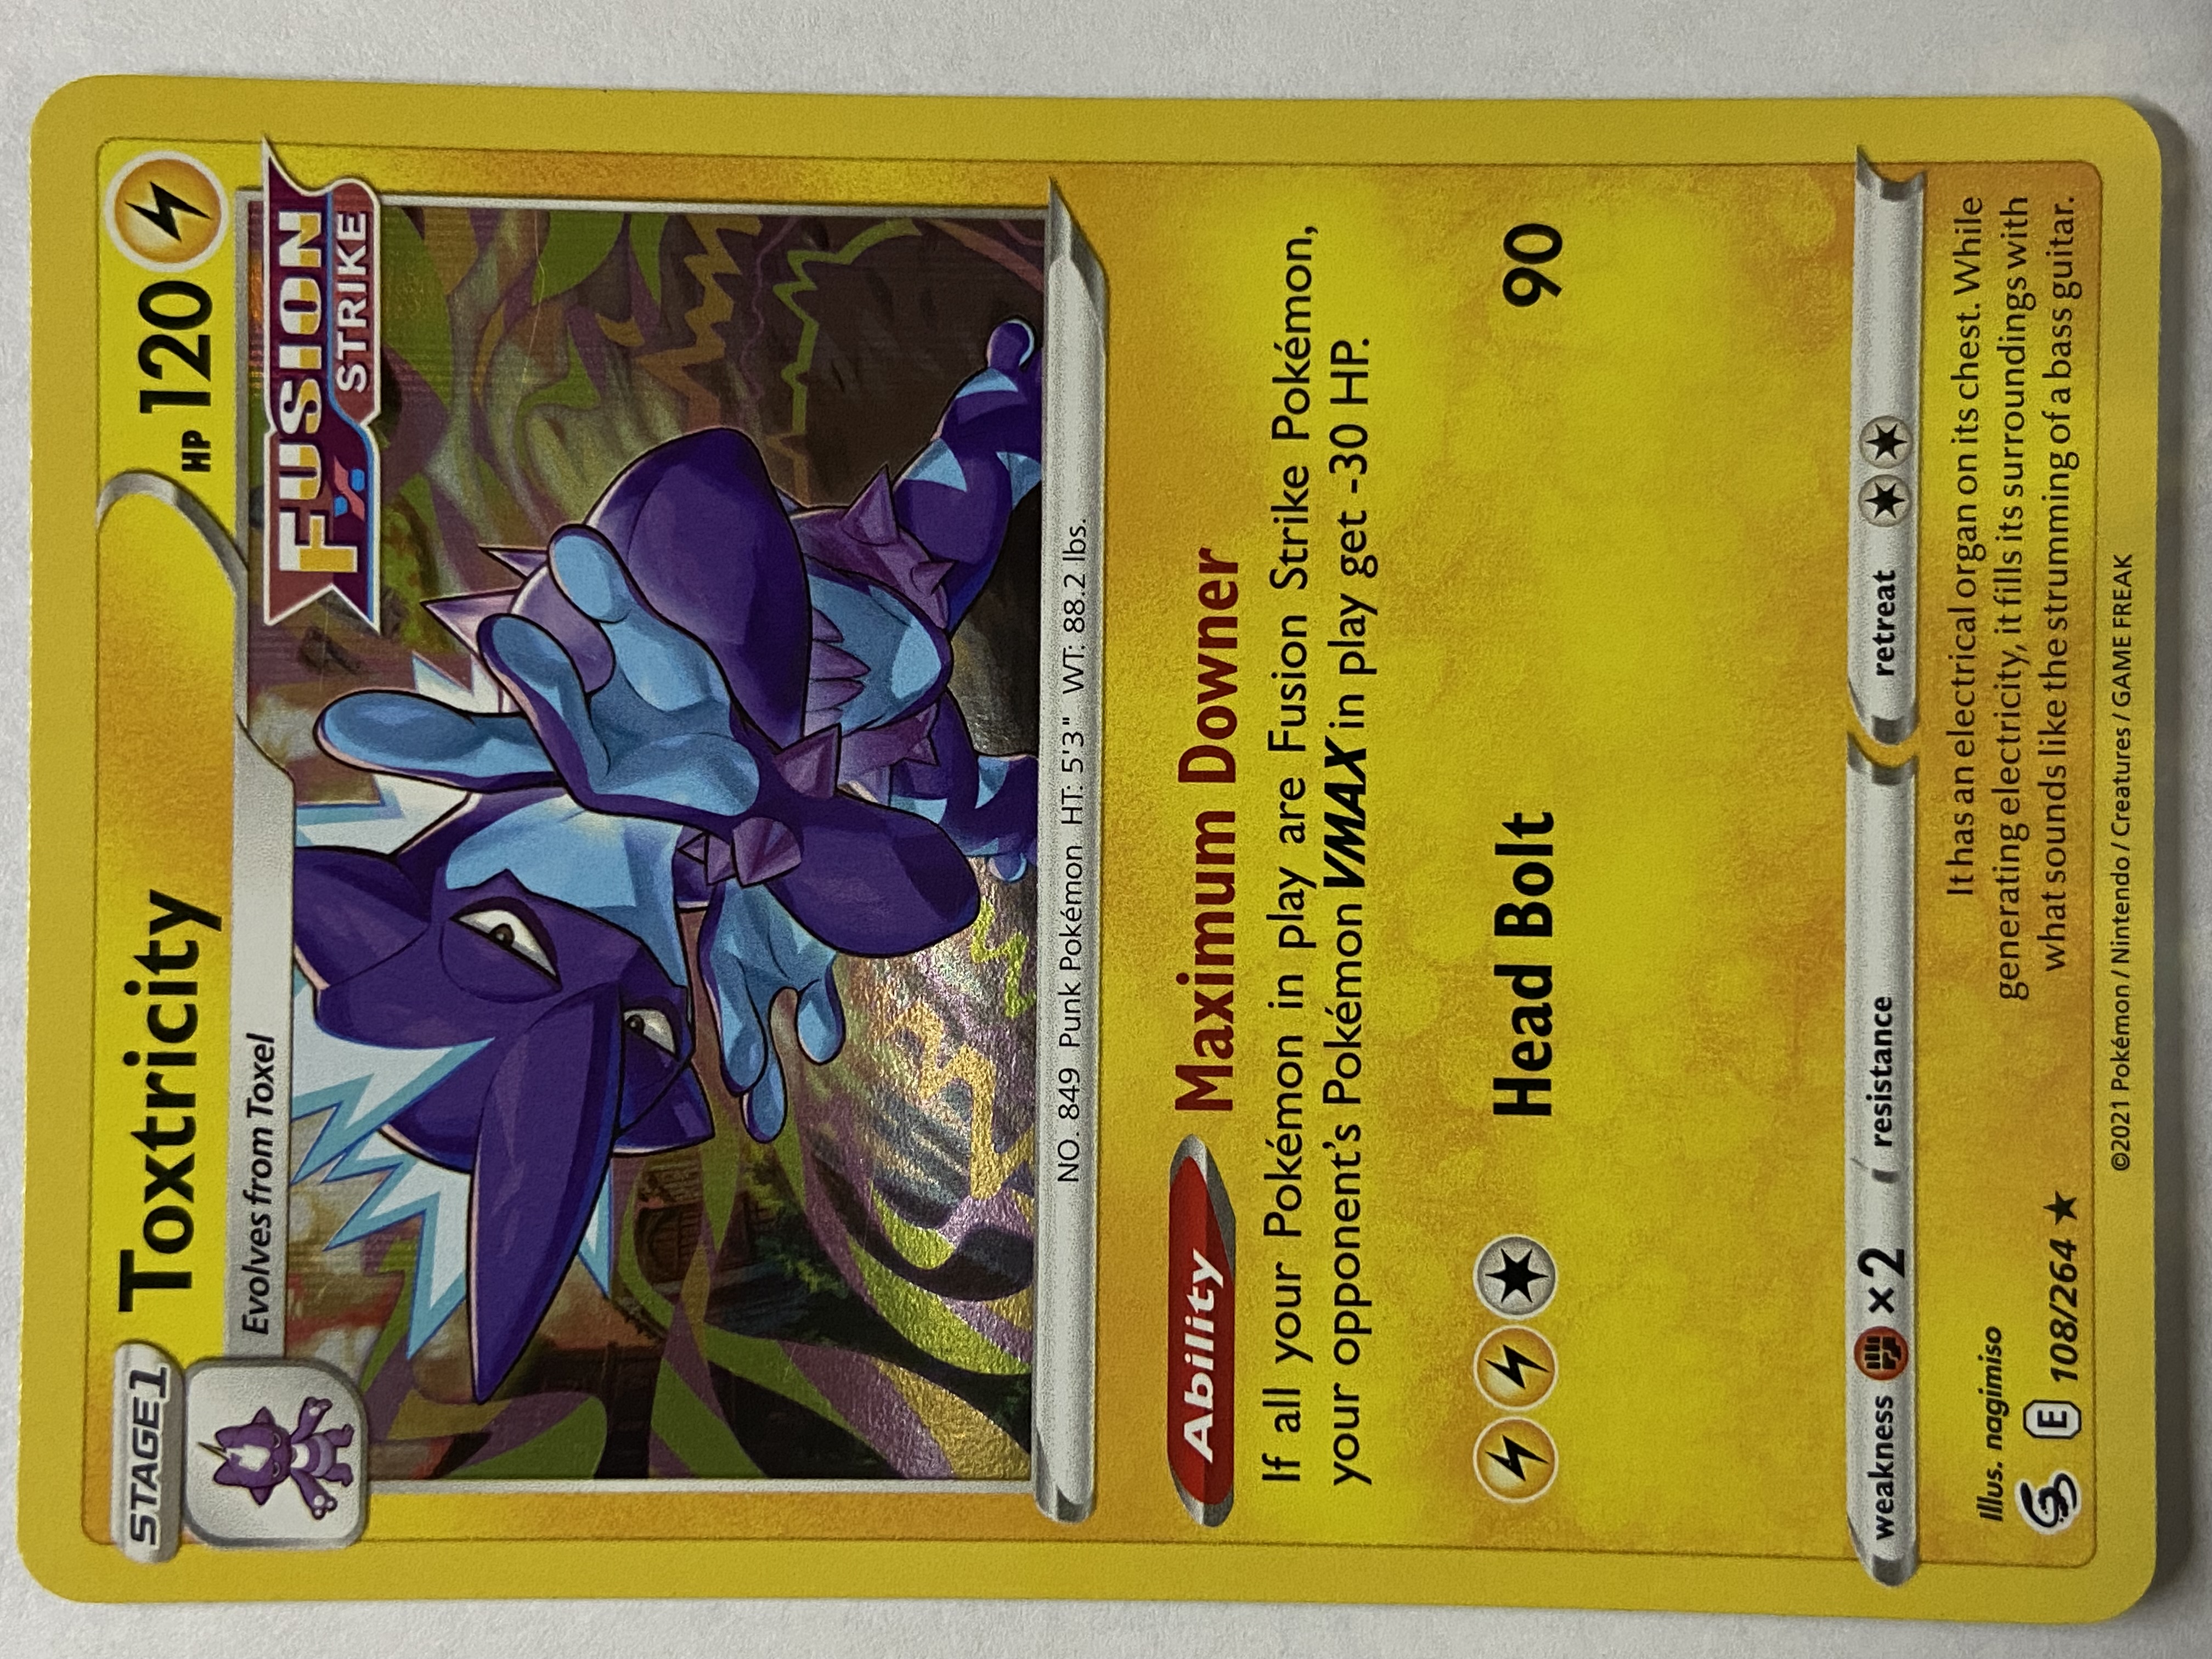 STAGE1
Toxtricity
HP 120
Evolves from Toxel
FUSION
STRIKE
NO. 849 Punk Pokémon HT: 5'3" WT: 88.2 lbs.
Ability Maximum Downer
If all your Pokémon in play are Fusion Strike Pokémon,
your opponent's Pokémon VMAX in play get -30 HP.
Head Bolt 90
weakness ×2 resistance retreat
It has an electrical organ on its chest. While
generating electricity, it fills its surroundings with
what sounds like the strumming of a bass guitar.
Illus. nagimiso
E 108/264 ★
©2021 Pokémon / Nintendo / Creatures / GAME FREAK